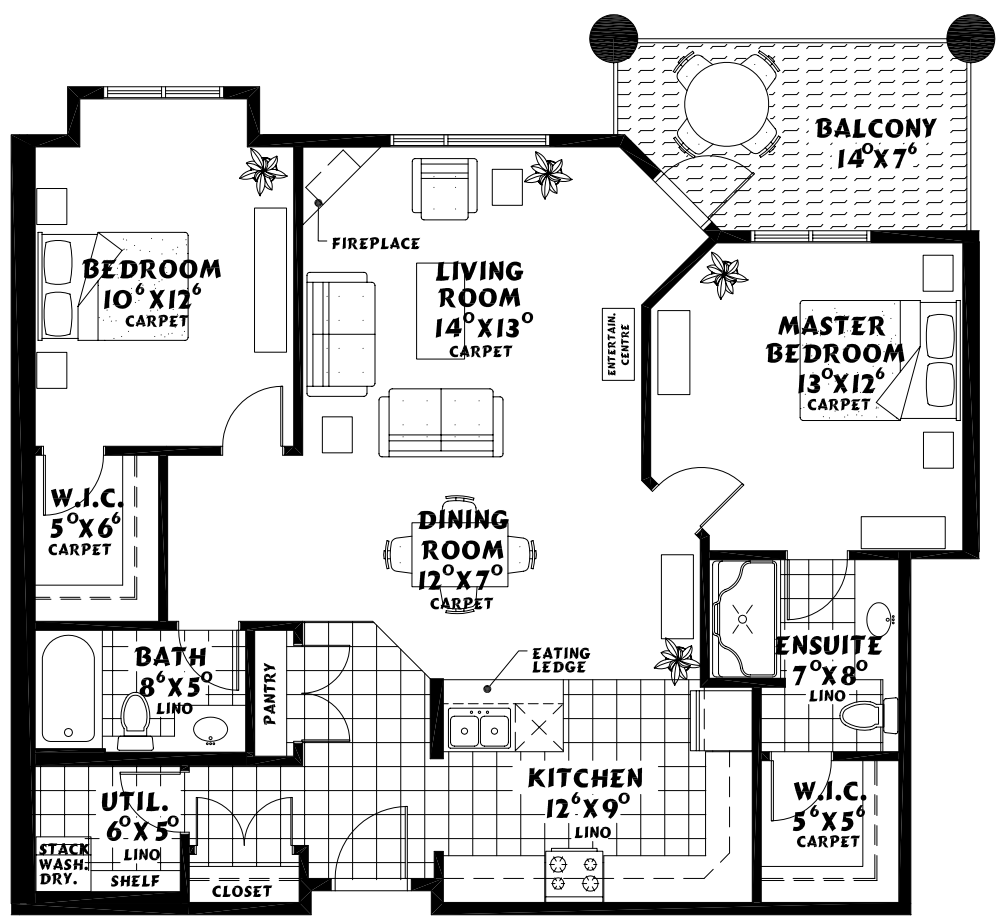 BALCONY
14⁰X7⁶
FIREPLACE
BEDROOM
10⁶X12⁶
CARPET
LIVING
ROOM
14⁰X13⁰
CARPET
ENTERTAIN.
CENTRE
MASTER
BEDROOM
13⁰X12⁶
CARPET
W.I.C.
5⁰X6⁶
CARPET
DINING
ROOM
12⁰X7⁰
CARPET
BATH
8⁶X5⁰
LINO
PANTRY
EATING
LEDGE
ENSUITE
7⁰X8⁰
LINO
KITCHEN
12⁶X9⁰
LINO
UTIL.
6⁰X5⁰
LINO
STACK
WASH.
DRY.
SHELF
CLOSET
W.I.C.
5⁶X5⁶
CARPET